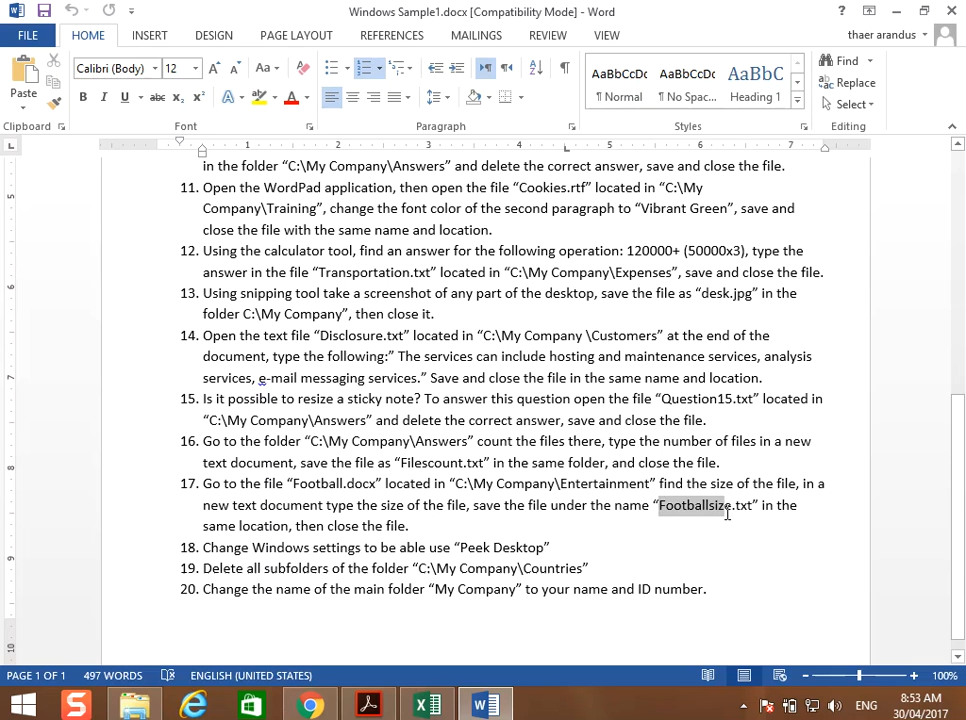 Windows Sample1.docx [Compatibility Mode] - Word
FILE HOME INSERT DESIGN PAGE LAYOUT REFERENCES MAILINGS REVIEW VIEW thaer arandus
Calibri (Body) 12 Aa
AaBbCcDc AaBbCcDc AaBbC
Find
Paste
B I U abc x₂ x² A A
¶ Normal ¶ No Spac... Heading 1
Replace
Select
Clipboard Font Paragraph Styles Editing
1 2 3 4 5 6 7
in the folder “C:\My Company\Answers” and delete the correct answer, save and close the file.
11. Open the WordPad application, then open the file “Cookies.rtf” located in “C:\My
Company\Training”, change the font color of the second paragraph to “Vibrant Green”, save and
close the file with the same name and location.
12. Using the calculator tool, find an answer for the following operation: 120000+ (50000x3), type the
answer in the file “Transportation.txt” located in “C:\My Company\Expenses”, save and close the file.
13. Using snipping tool take a screenshot of any part of the desktop, save the file as “desk.jpg” in the
folder C:\My Company”, then close it.
14. Open the text file “Disclosure.txt” located in “C:\My Company \Customers” at the end of the
document, type the following:” The services can include hosting and maintenance services, analysis
services, e-mail messaging services.” Save and close the file in the same name and location.
15. Is it possible to resize a sticky note? To answer this question open the file “Question15.txt” located in
“C:\My Company\Answers” and delete the correct answer, save and close the file.
16. Go to the folder “C:\My Company\Answers” count the files there, type the number of files in a new
text document, save the file as “Filescount.txt” in the same folder, and close the file.
17. Go to the file “Football.docx” located in “C:\My Company\Entertainment” find the size of the file, in a
new text document type the size of the file, save the file under the name “Footballsize.txt” in the
same location, then close the file.
18. Change Windows settings to be able use “Peek Desktop”
19. Delete all subfolders of the folder “C:\My Company\Countries”
20. Change the name of the main folder “My Company” to your name and ID number.
5
6
7
8
9
10
PAGE 1 OF 1 497 WORDS ENGLISH (UNITED STATES) 100%
ENG
8:53 AM
30/04/2017